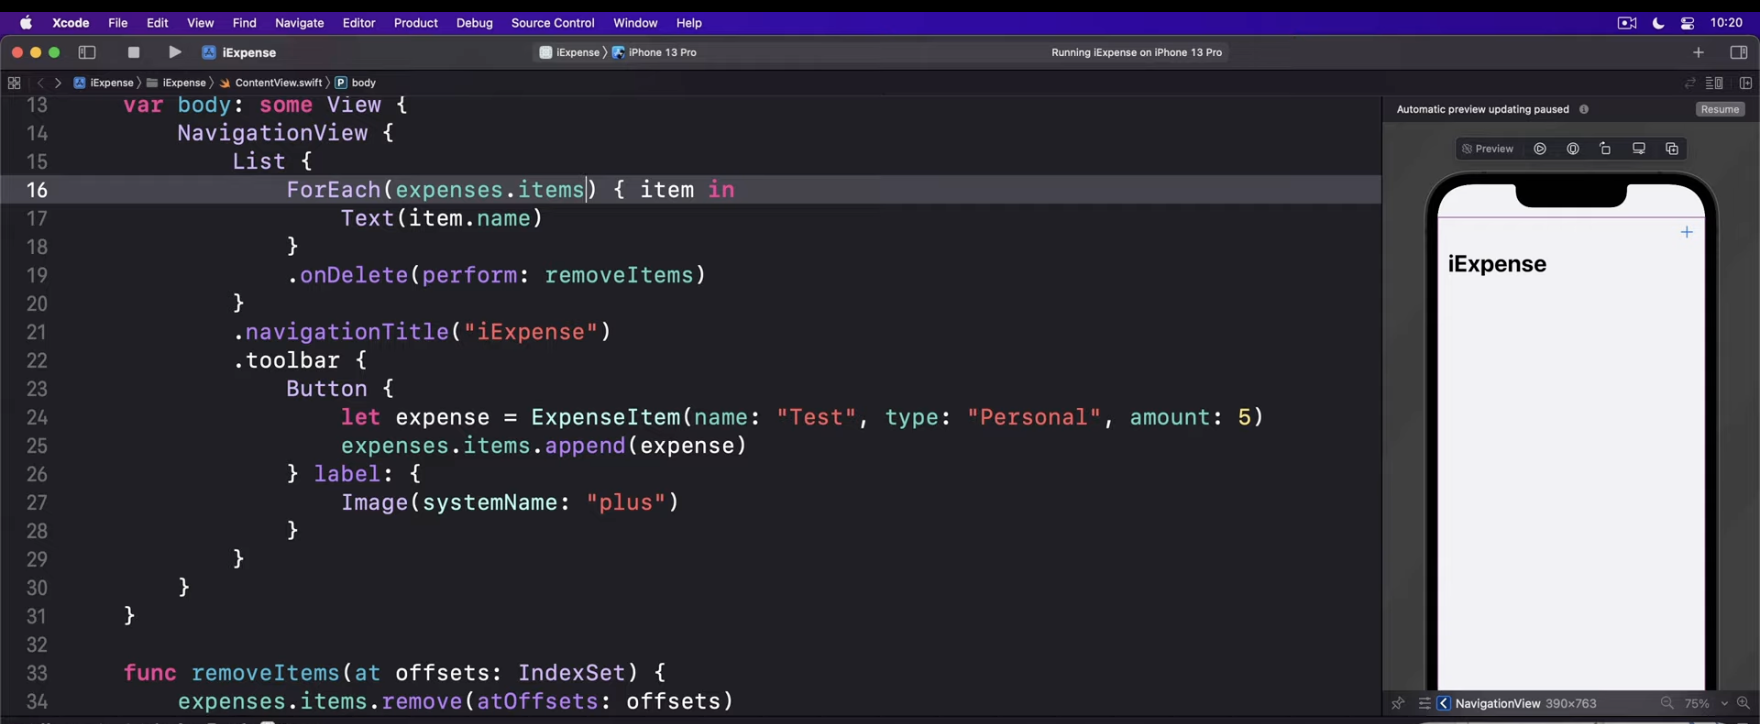 Xcode File Edit View Find Navigate Editor Product Debug Source Control Window Help 10:20
iExpense iExpense iPhone 13 Pro Running iExpense on iPhone 13 Pro
iExpense iExpense ContentView.swift P body
13 var body: some View {
14 NavigationView {
15 List {
16 ForEach(expenses.items) { item in
17 Text(item.name)
18 }
19 .onDelete(perform: removeItems)
20 }
21 .navigationTitle("iExpense")
22 .toolbar {
23 Button {
24 let expense = ExpenseItem(name: "Test", type: "Personal", amount: 5)
25 expenses.items.append(expense)
26 } label: {
27 Image(systemName: "plus")
28 }
29 }
30 }
31 }
32
33 func removeItems(at offsets: IndexSet) {
34 expenses.items.remove(atOffsets: offsets)
Automatic preview updating paused Resume
Preview
iExpense
NavigationView 390×763 75%